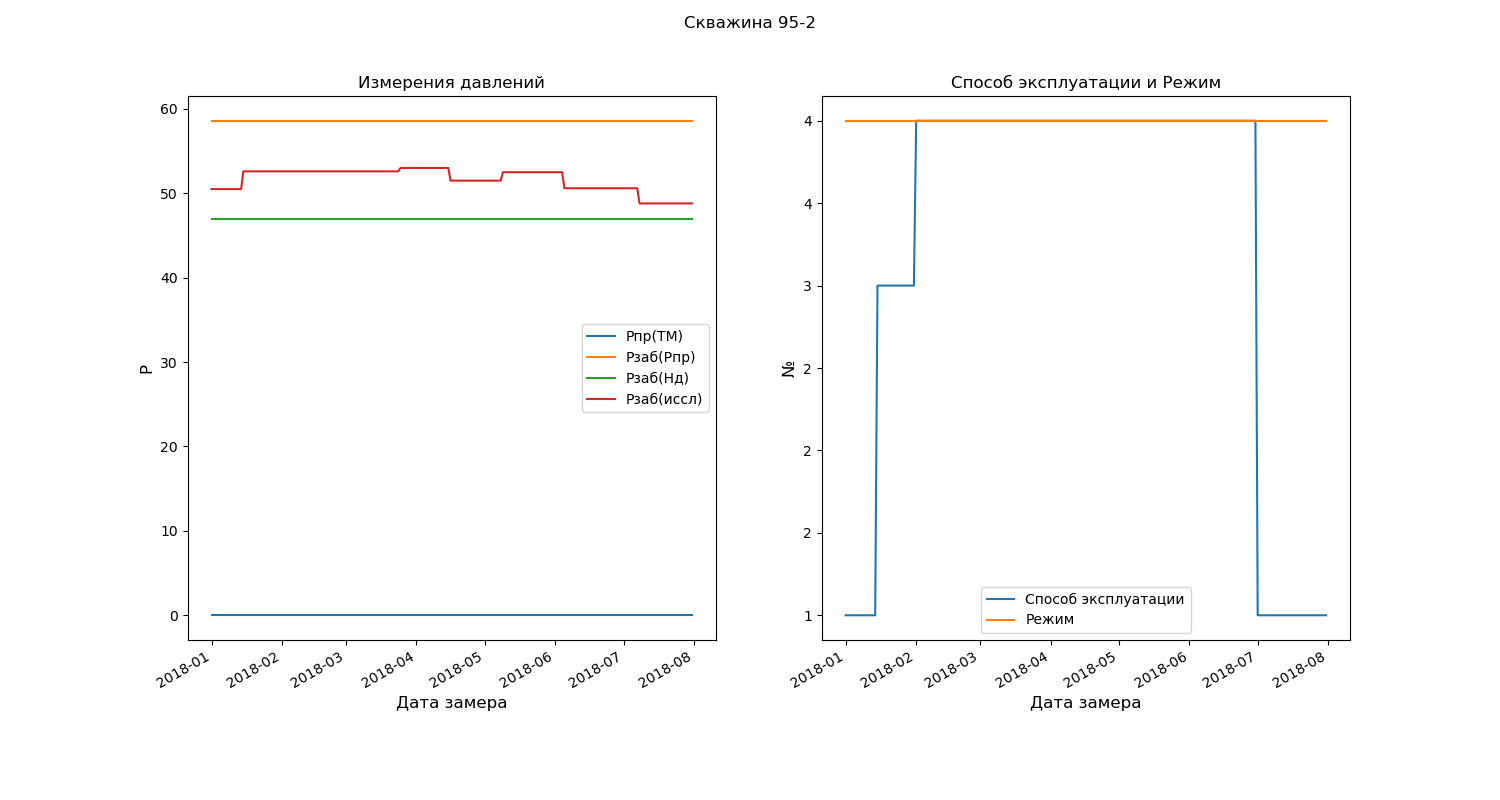 Скважина 95-2
Измерения давлений
60
50
40
30
20
10
0
P
Рпр(ТМ)
Рзаб(Рпр)
Рзаб(Нд)
Рзаб(иссл)
2018-01
2018-02
2018-03
2018-04
2018-05
2018-06
2018-07
2018-08
Дата замера
Способ эксплуатации и Режим
4
4
3
2
2
2
1
№
Способ эксплуатации
Режим
2018-01
2018-02
2018-03
2018-04
2018-05
2018-06
2018-07
2018-08
Дата замера